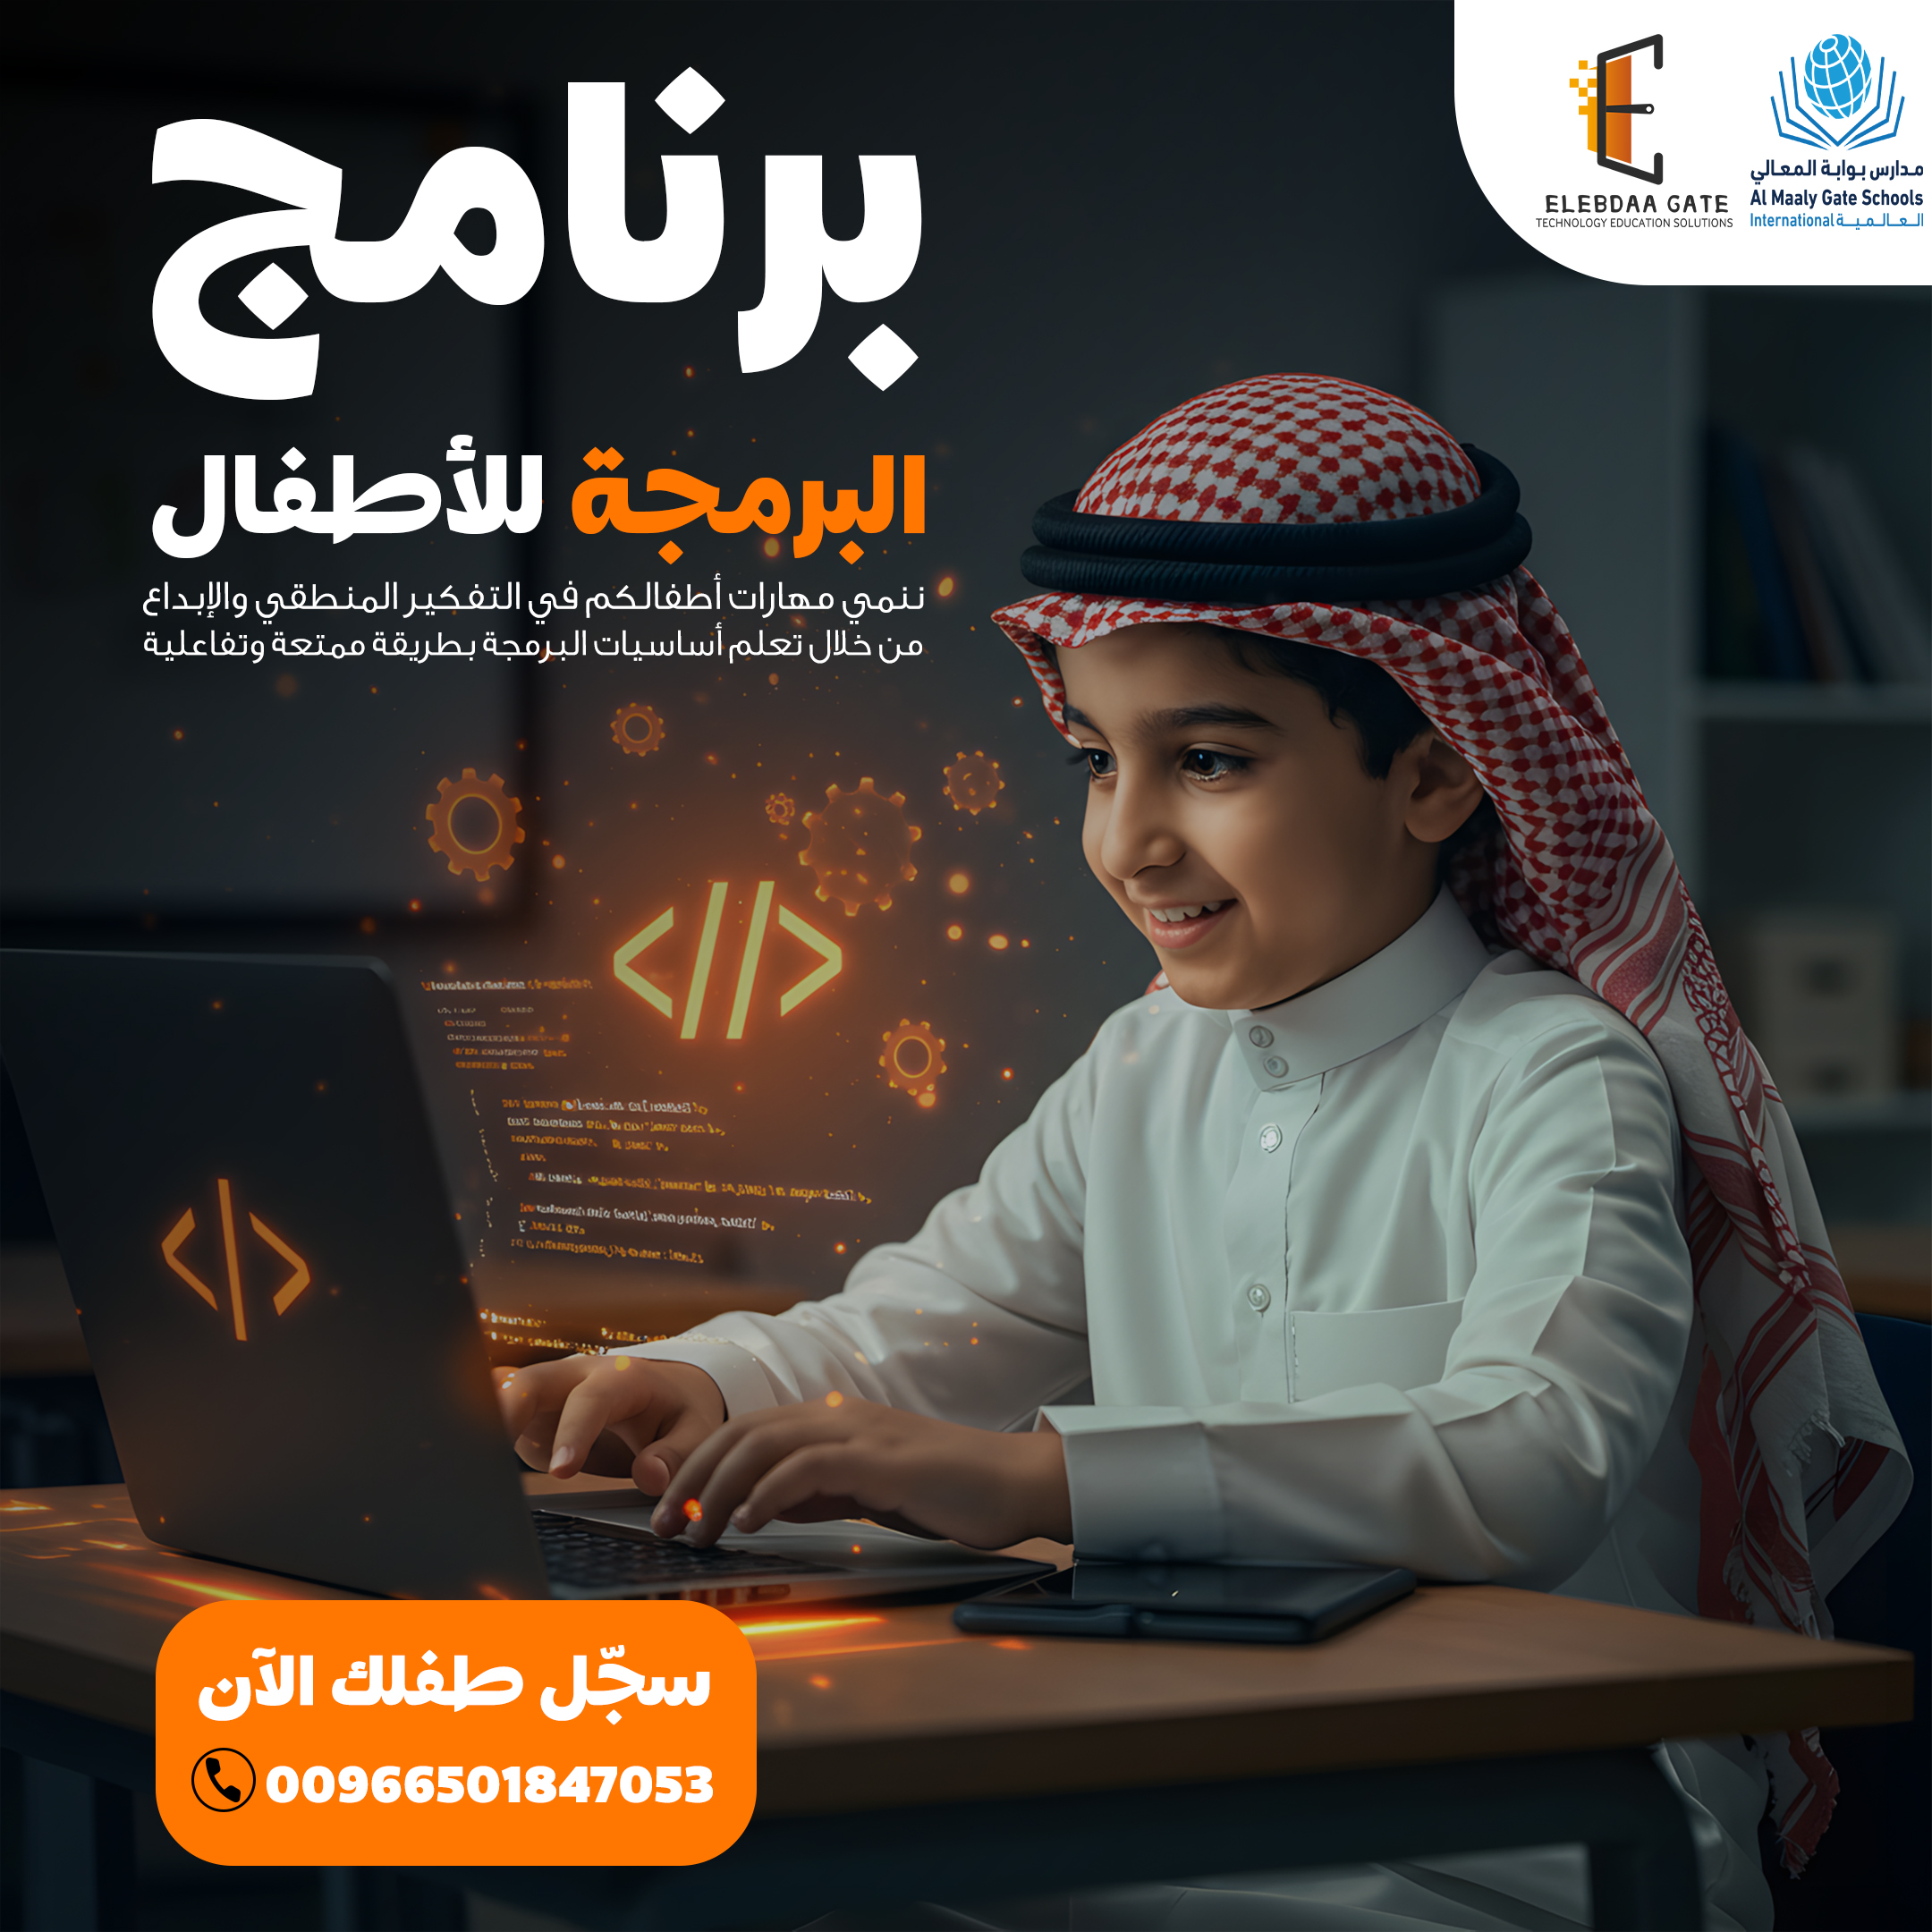 برنامج
البرمجة للأطفال
ننمي مهارات أطفالكم في التفكير المنطقي والإبداع
من خلال تعلم أساسيات البرمجة بطريقة ممتعة وتفاعلية
ELEBDAA GATE
TECHNOLOGY EDUCATION SOLUTIONS
مدارس بوابة المعالي
Al Maaly Gate Schools
International العالمية
<//>
</>
سجّل طفلك الآن
00966501847053